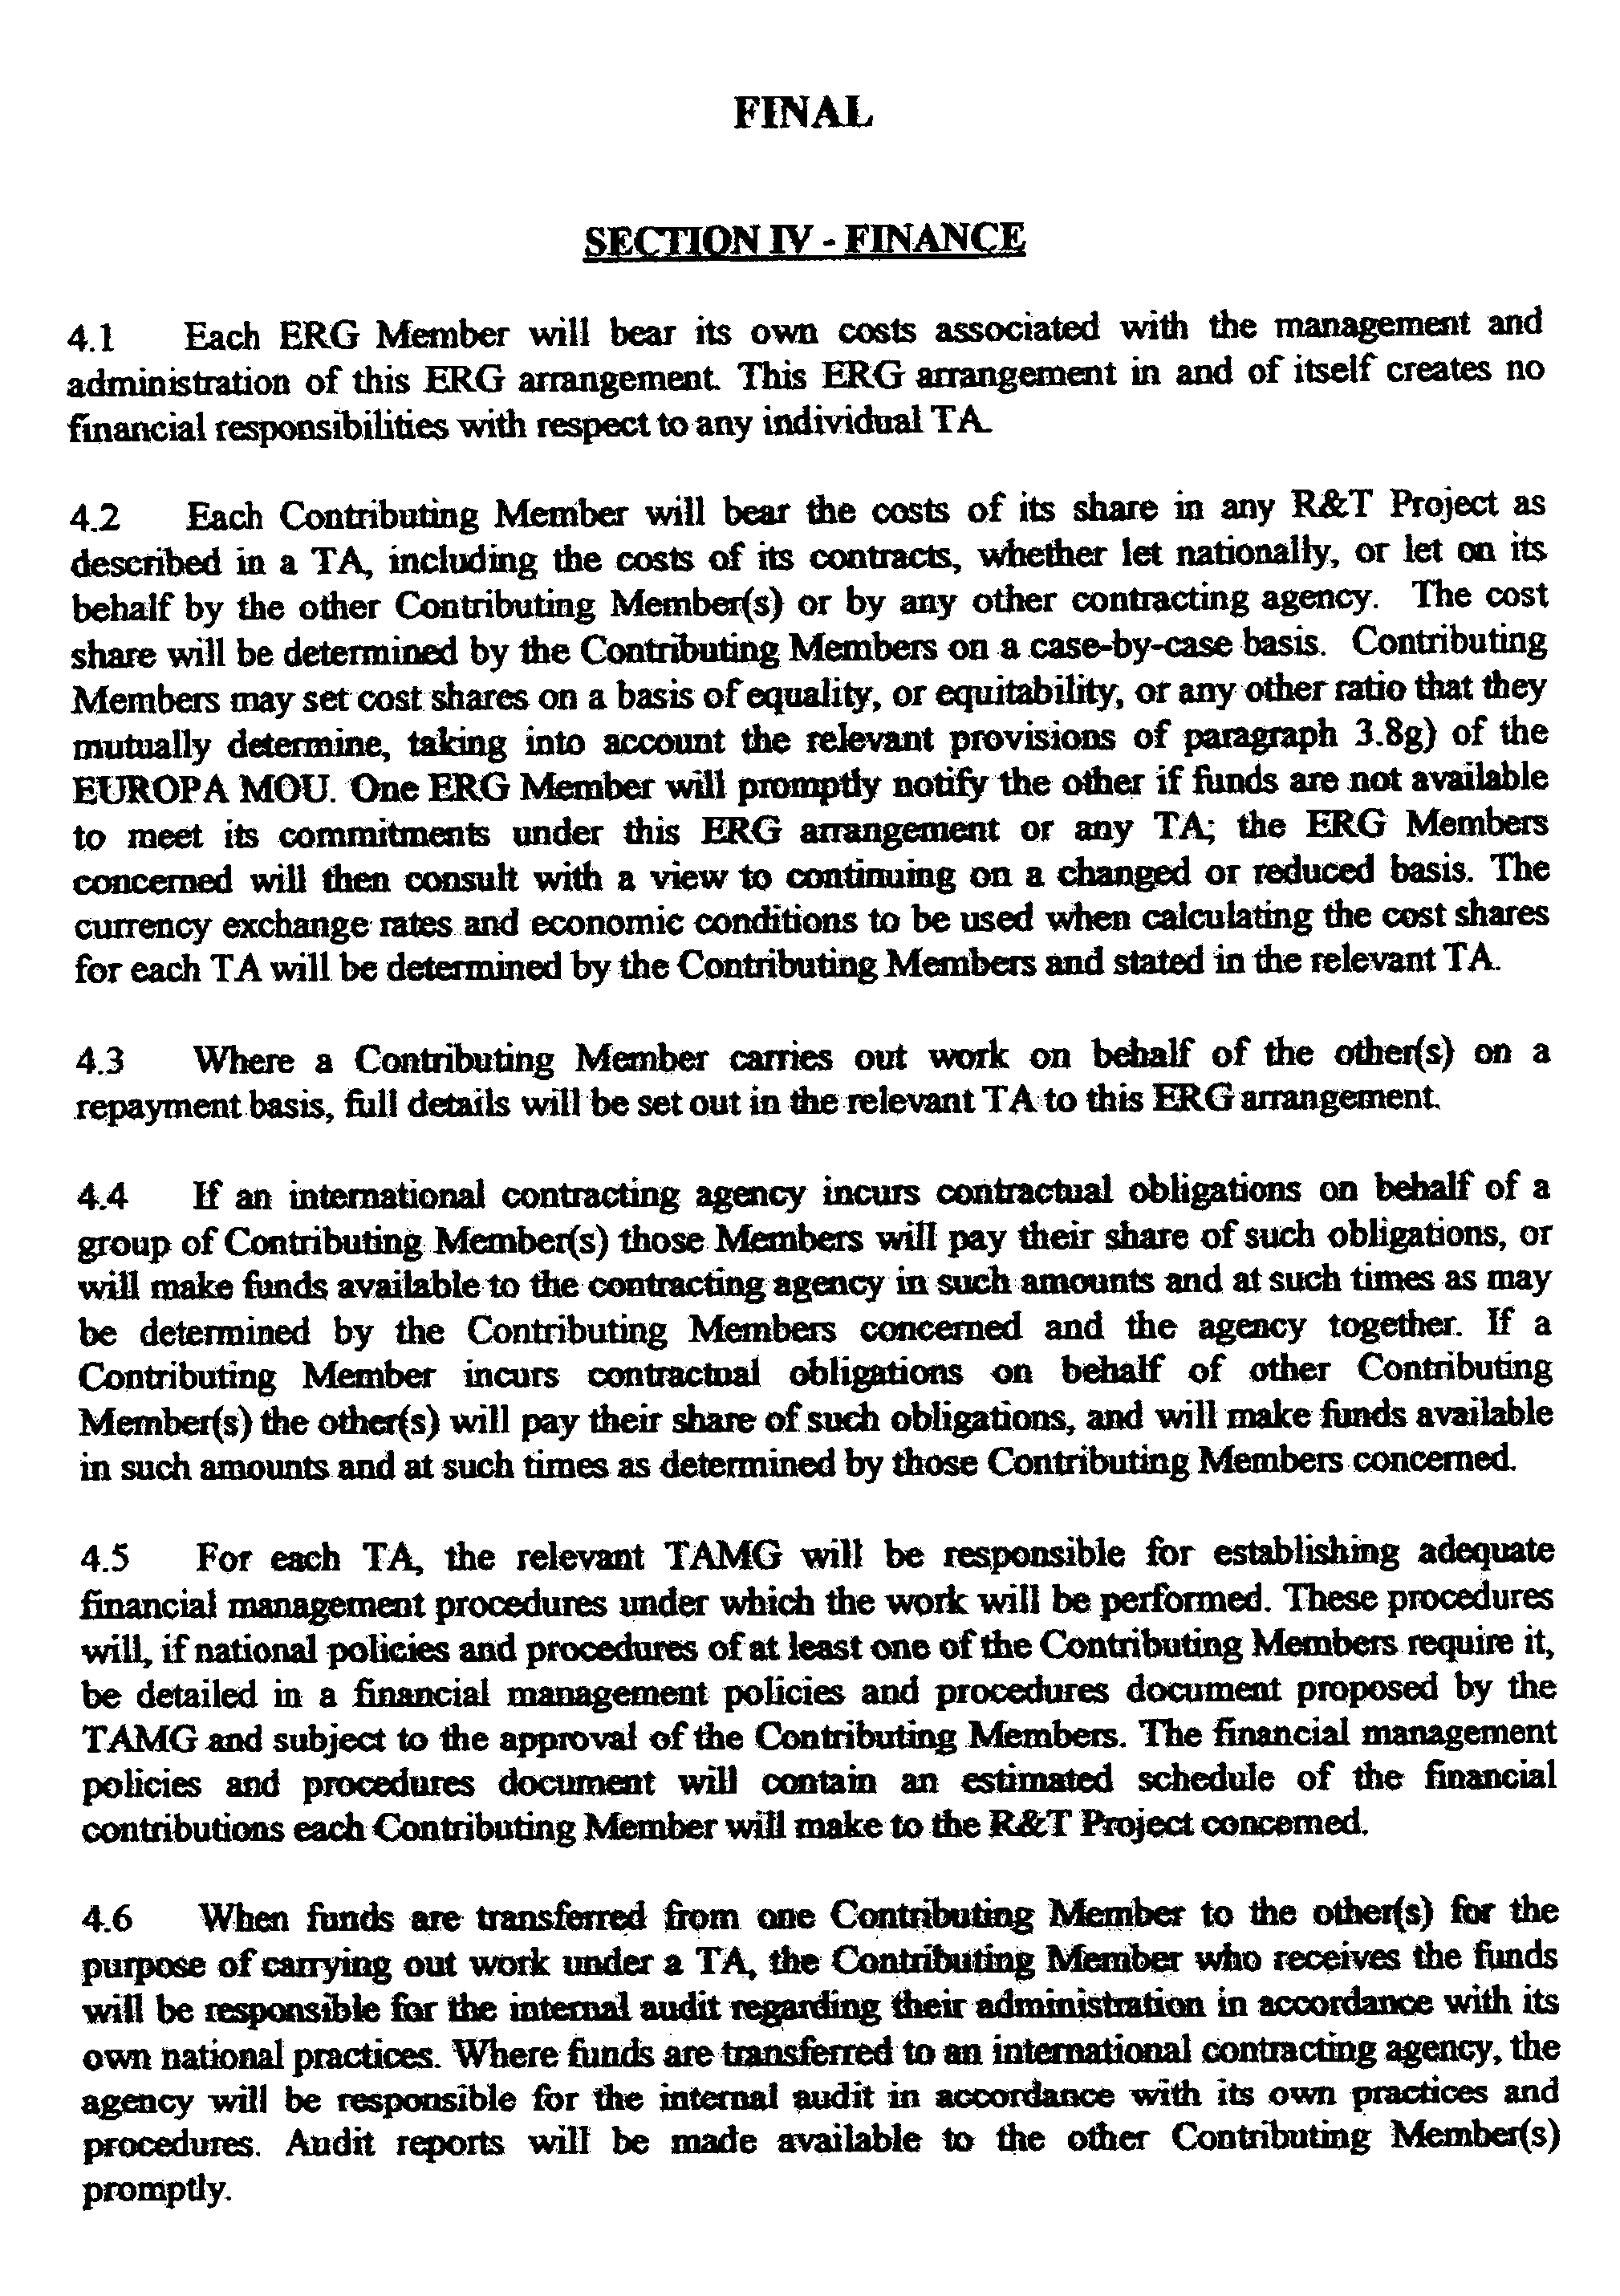 FINAL
SECTION IV - FINANCE
4.1 Each ERG Member will bear its own costs associated with the management and
administration of this ERG arrangement. This ERG arrangement in and of itself creates no
financial responsibilities with respect to any individual TA.
4.2 Each Contributing Member will bear the costs of its share in any R&T Project as
described in a TA, including the costs of its contracts, whether let nationally, or let on its
behalf by the other Contributing Member(s) or by any other contracting agency. The cost
share will be determined by the Contributing Members on a case-by-case basis. Contributing
Members may set cost shares on a basis of equality, or equitability, or any other ratio that they
mutually determine, taking into account the relevant provisions of paragraph 3.8g) of the
EUROPA MOU. One ERG Member will promptly notify the other if funds are not available
to meet its commitments under this ERG arrangement or any TA; the ERG Members
concerned will then consult with a view to continuing on a changed or reduced basis. The
currency exchange rates and economic conditions to be used when calculating the cost shares
for each TA will be determined by the Contributing Members and stated in the relevant TA.
4.3 Where a Contributing Member carries out work on behalf of the other(s) on a
repayment basis, full details will be set out in the relevant TA to this ERG arrangement.
4.4 If an international contracting agency incurs contractual obligations on behalf of a
group of Contributing Member(s) those Members will pay their share of such obligations, or
will make funds available to the contracting agency in such amounts and at such times as may
be determined by the Contributing Members concerned and the agency together. If a
Contributing Member incurs contractual obligations on behalf of other Contributing
Member(s) the other(s) will pay their share of such obligations, and will make funds available
in such amounts and at such times as determined by those Contributing Members concerned.
4.5 For each TA, the relevant TAMG will be responsible for establishing adequate
financial management procedures under which the work will be performed. These procedures
will, if national policies and procedures of at least one of the Contributing Members require it,
be detailed in a financial management policies and procedures document proposed by the
TAMG and subject to the approval of the Contributing Members. The financial management
policies and procedures document will contain an estimated schedule of the financial
contributions each Contributing Member will make to the R&T Project concerned.
4.6 When funds are transferred from one Contributing Member to the other(s) for the
purpose of carrying out work under a TA, the Contributing Member who receives the funds
will be responsible for the internal audit regarding their administration in accordance with its
own national practices. Where funds are transferred to an international contracting agency, the
agency will be responsible for the internal audit in accordance with its own practices and
procedures. Audit reports will be made available to the other Contributing Member(s)
promptly.